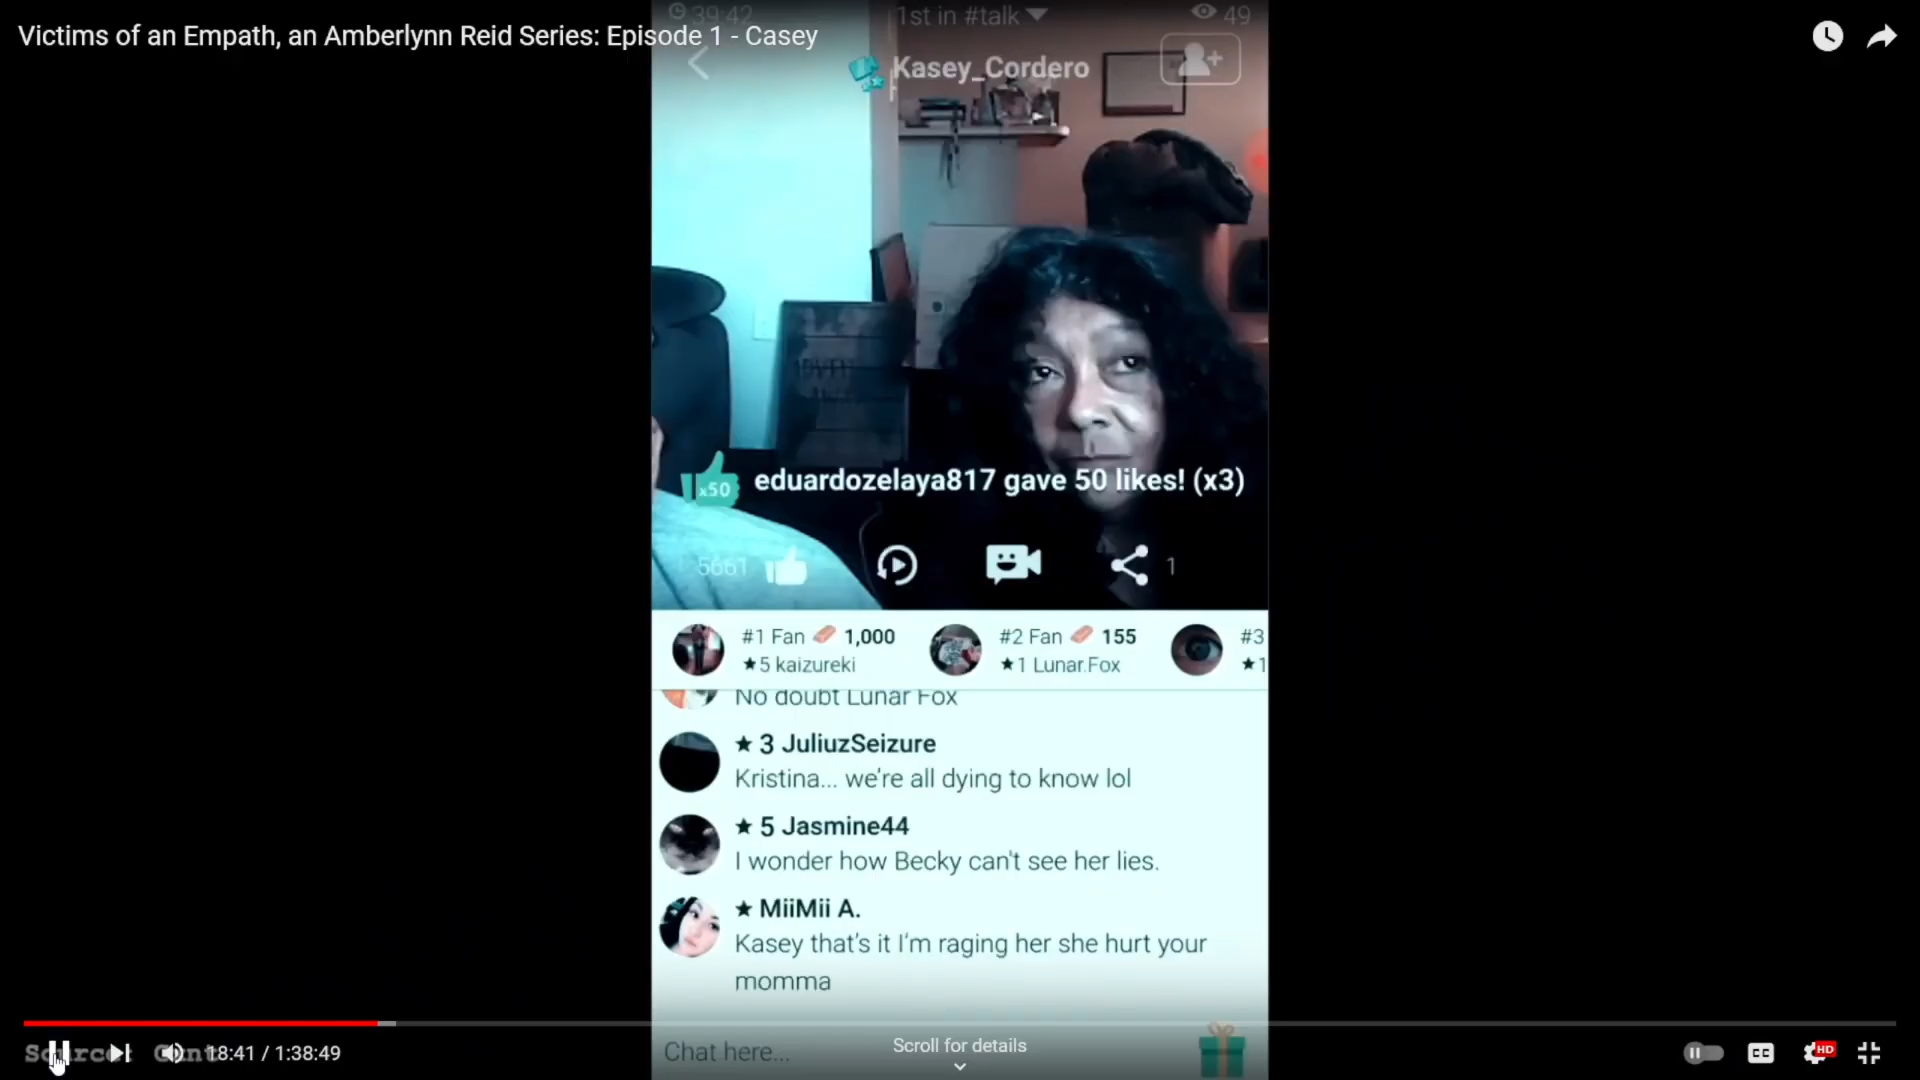 39:42
1st in #talk
49
Victims of an Empath, an Amberlynn Reid Series: Episode 1 - Casey
Kasey_Cordero
x50
eduardozelaya817 gave 50 likes! (x3)
5661
1
#1 Fan 1,000
★5 kaizureki
#2 Fan 155
★1 Lunar.Fox
#3
★1
No doubt Lunar Fox
★ 3 JuliuzSeizure
Kristina... we're all dying to know lol
★ 5 Jasmine44
I wonder how Becky can't see her lies.
★ MiiMii A.
Kasey that's it I'm raging her she hurt your
momma
Chat here...
Scroll for details
18:41 / 1:38:49
CC
HD